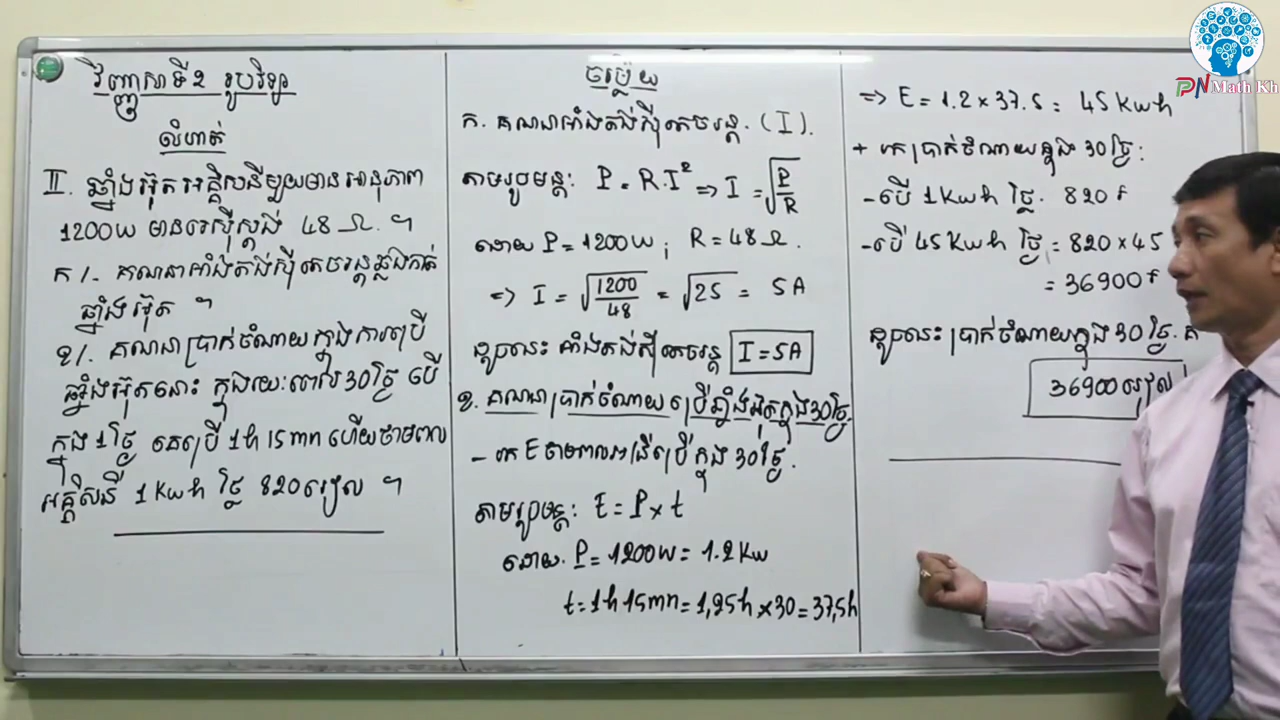 វិញ្ញាសាទី២ រូបវិទ្យា
លំហាត់
II. ឆ្នាំងអ៊ុតអគ្គិសនីមួយមានអានុភាព
1200W មានរេស៊ីស្តង់ 48Ω ។
ក/. គណនាអាំងតង់ស៊ីតេចរន្តឆ្លងកាត់
ឆ្នាំងអ៊ុត ។
ខ/. គណនាប្រាក់ចំណាយក្នុងការប្រើ
ឆ្នាំងអ៊ុតនោះ ក្នុងរយៈពេល 30ថ្ងៃ បើ
ក្នុង 1ថ្ងៃ គេប្រើ 1h 15mn ហើយថាមពល
អគ្គិសនី 1Kwh ថ្លៃ 820រៀល ។
ចម្លើយ
ក. គណនាអាំងតង់ស៊ីតេចរន្ត. (I).
តាមរូបមន្ត: P = R.I² ⇒ I = √(P/R)
ដោយ P = 1200W ; R = 48Ω.
⇒ I = √(1200/48) = √25 = 5A
ដូចនេះ អាំងតង់ស៊ីតេចរន្ត I = 5A
ខ. គណនាប្រាក់ចំណាយប្រើឆ្នាំងអ៊ុតក្នុង30ថ្ងៃ.
- រក E ថាមពលអគ្គិ ប្រើក្នុង 30ថ្ងៃ.
តាមរូបមន្ត: E = P × t
ដោយ. P = 1200W = 1.2 Kw
t = 1h 15mn = 1,25h × 30 = 37,5h
⇒ E = 1.2 × 37.5 = 45 Kwh
+ រកប្រាក់ចំណាយក្នុង 30ថ្ងៃ:
- បើ 1Kwh ថ្លៃ. 820៛
- បើ 45 Kwh ថ្លៃ = 820 × 45
= 36900៛
ដូចនេះ ប្រាក់ចំណាយក្នុង 30ថ្ងៃ. គឺ
36900រៀល
PN Math Kh